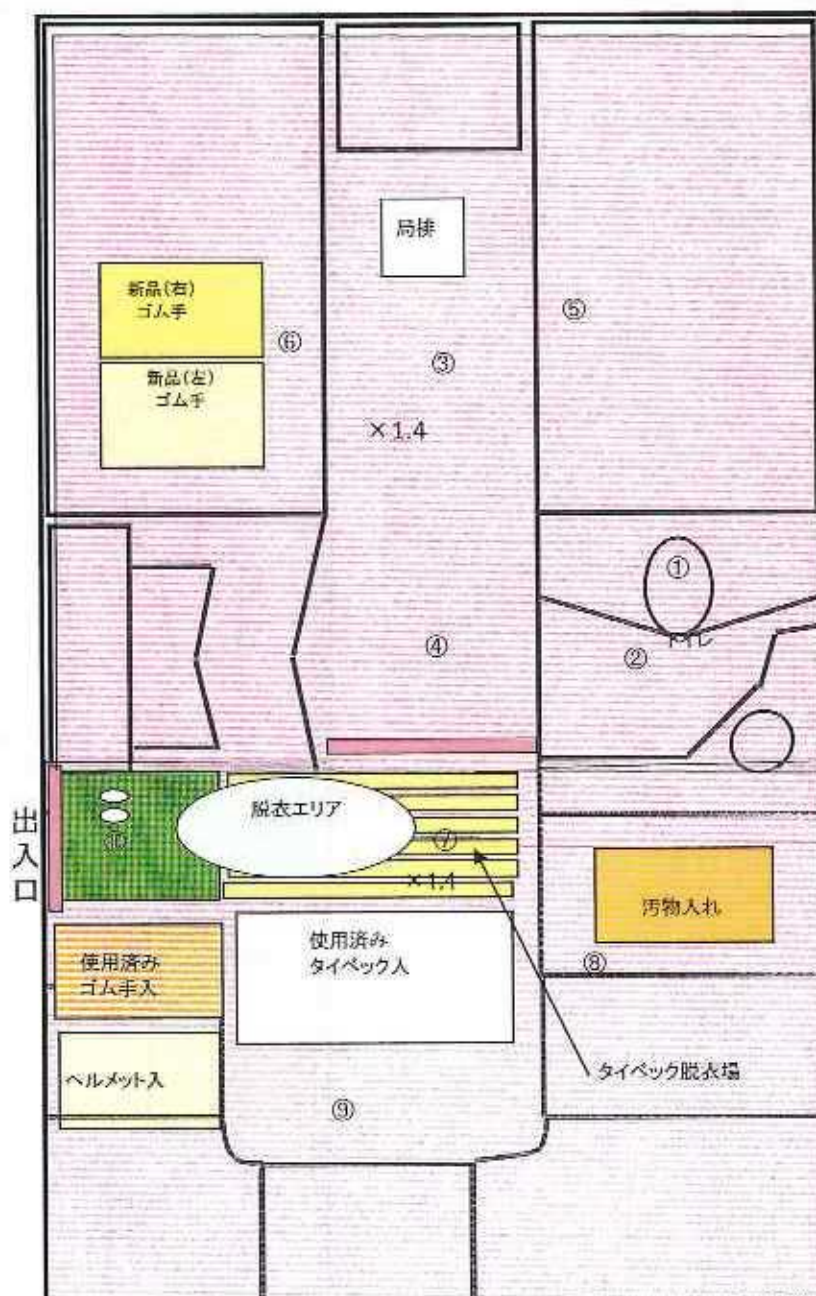 局排
新品(右)
ゴム手
⑤
⑥
③
新品(左)
ゴム手
×1.4
①
トイレ
④
②
脱衣エリア
出入口
⑩
⑦
×1.4
汚物入れ
使用済み
タイベック入
使用済み
ゴム手入
⑧
タイベック脱衣場
ヘルメット入
⑨